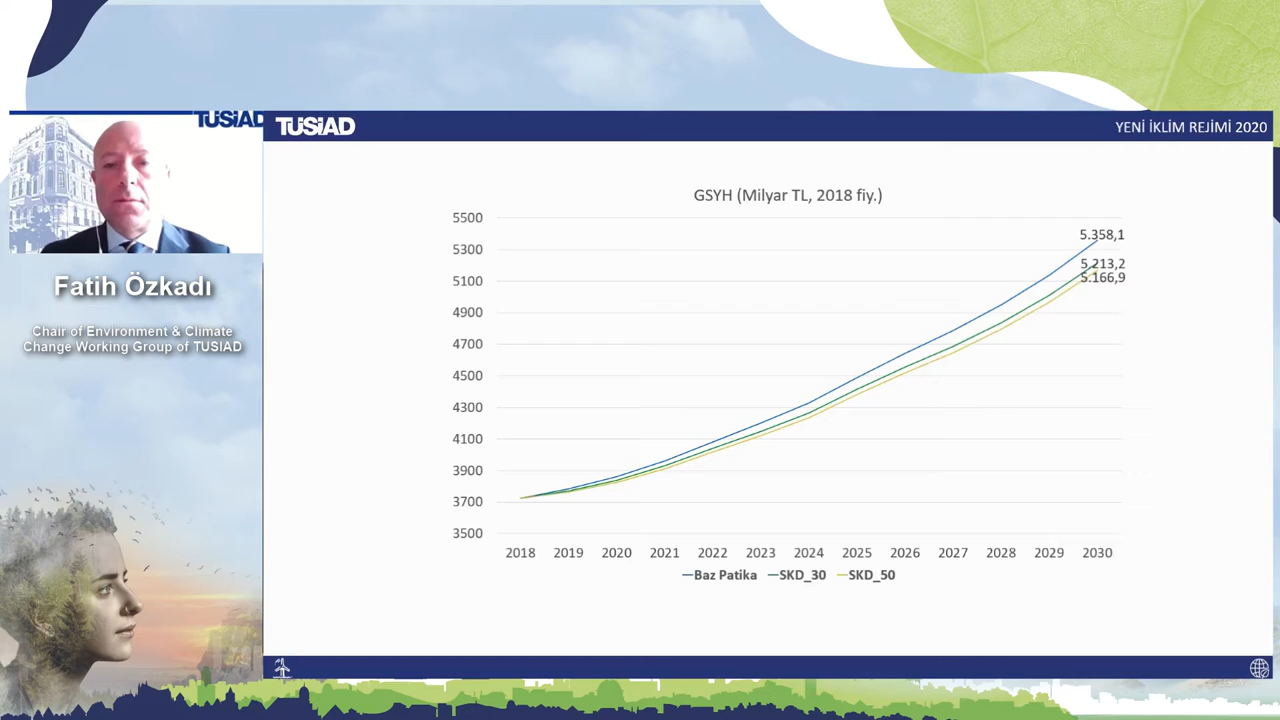 TÜSİAD
TÜSİAD
YENİ İKLİM REJİMİ 2020
Fatih Özkadı
Chair of Environment & Climate
Change Working Group of TUSIAD
GSYH (Milyar TL, 2018 fiy.)
5500
5300
5100
4900
4700
4500
4300
4100
3900
3700
3500
5.358,1
5.213,2
5.166,9
2018 2019 2020 2021 2022 2023 2024 2025 2026 2027 2028 2029 2030
Baz Patika SKD_30 SKD_50